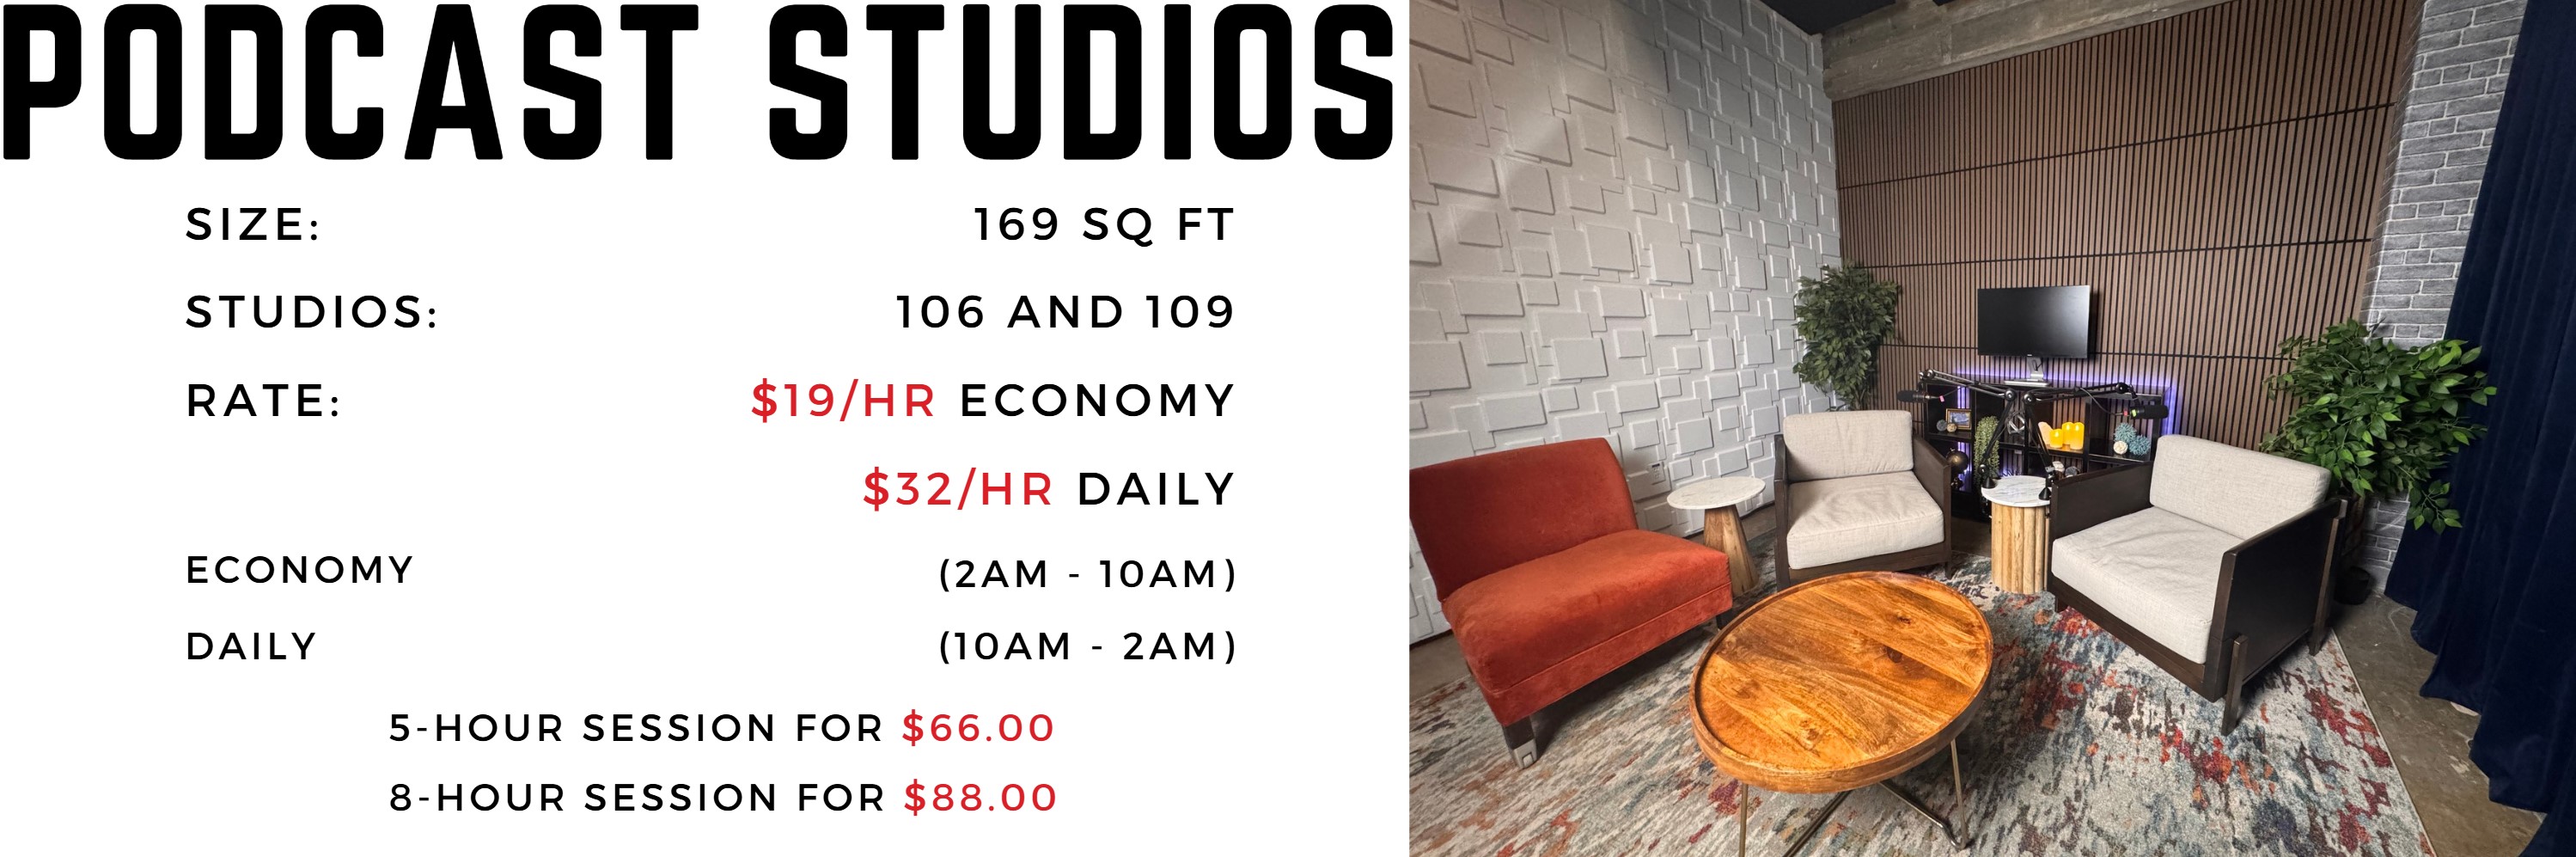 PODCAST STUDIOS
SIZE: 169 SQ FT
STUDIOS: 106 AND 109
RATE: $19/HR ECONOMY
$32/HR DAILY
ECONOMY (2AM - 10AM)
DAILY (10AM - 2AM)
5-HOUR SESSION FOR $66.00
8-HOUR SESSION FOR $88.00